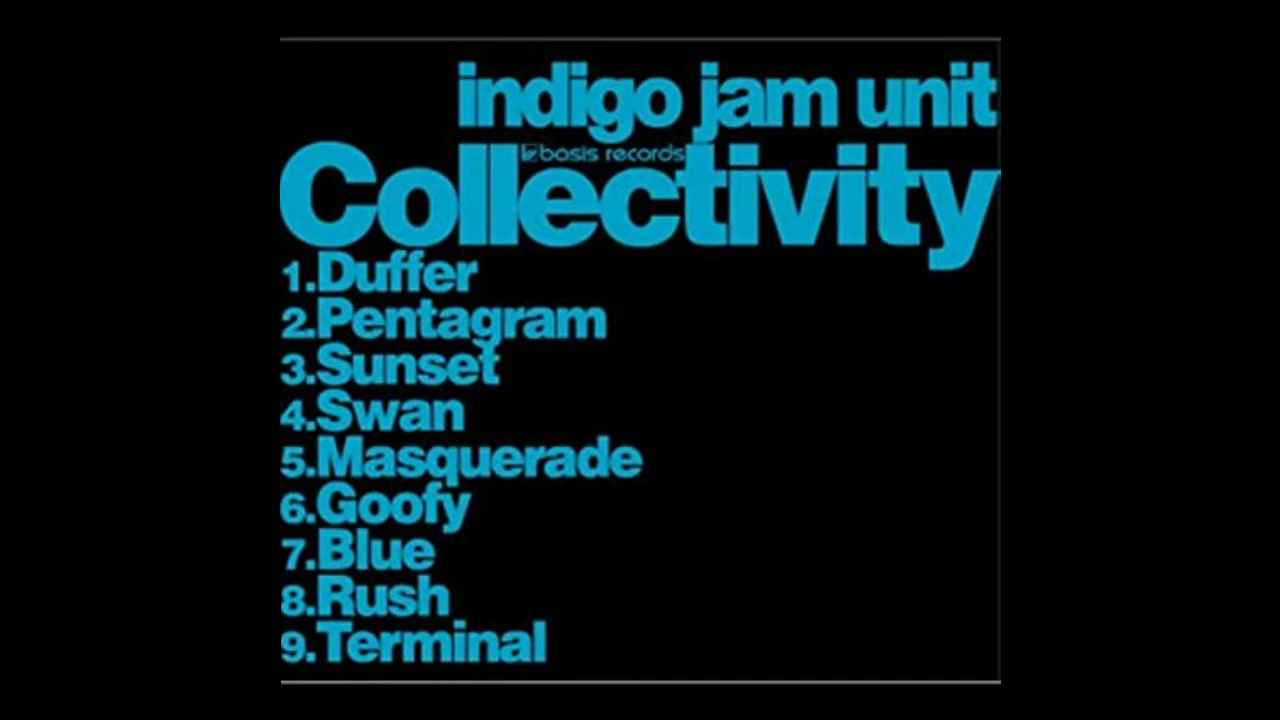 indigo jam unit
basis records
Collectivity
1.Duffer
2.Pentagram
3.Sunset
4.Swan
5.Masquerade
6.Goofy
7.Blue
8.Rush
9.Terminal